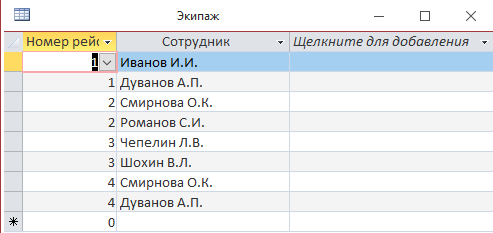 Экипаж
Номер рейс Сотрудник Щелкните для добавления
1 Иванов И.И.
1 Дуванов А.П.
2 Смирнова О.К.
2 Романов С.И.
3 Чепелин Л.В.
3 Шохин В.Л.
4 Смирнова О.К.
4 Дуванов А.П.
* 0